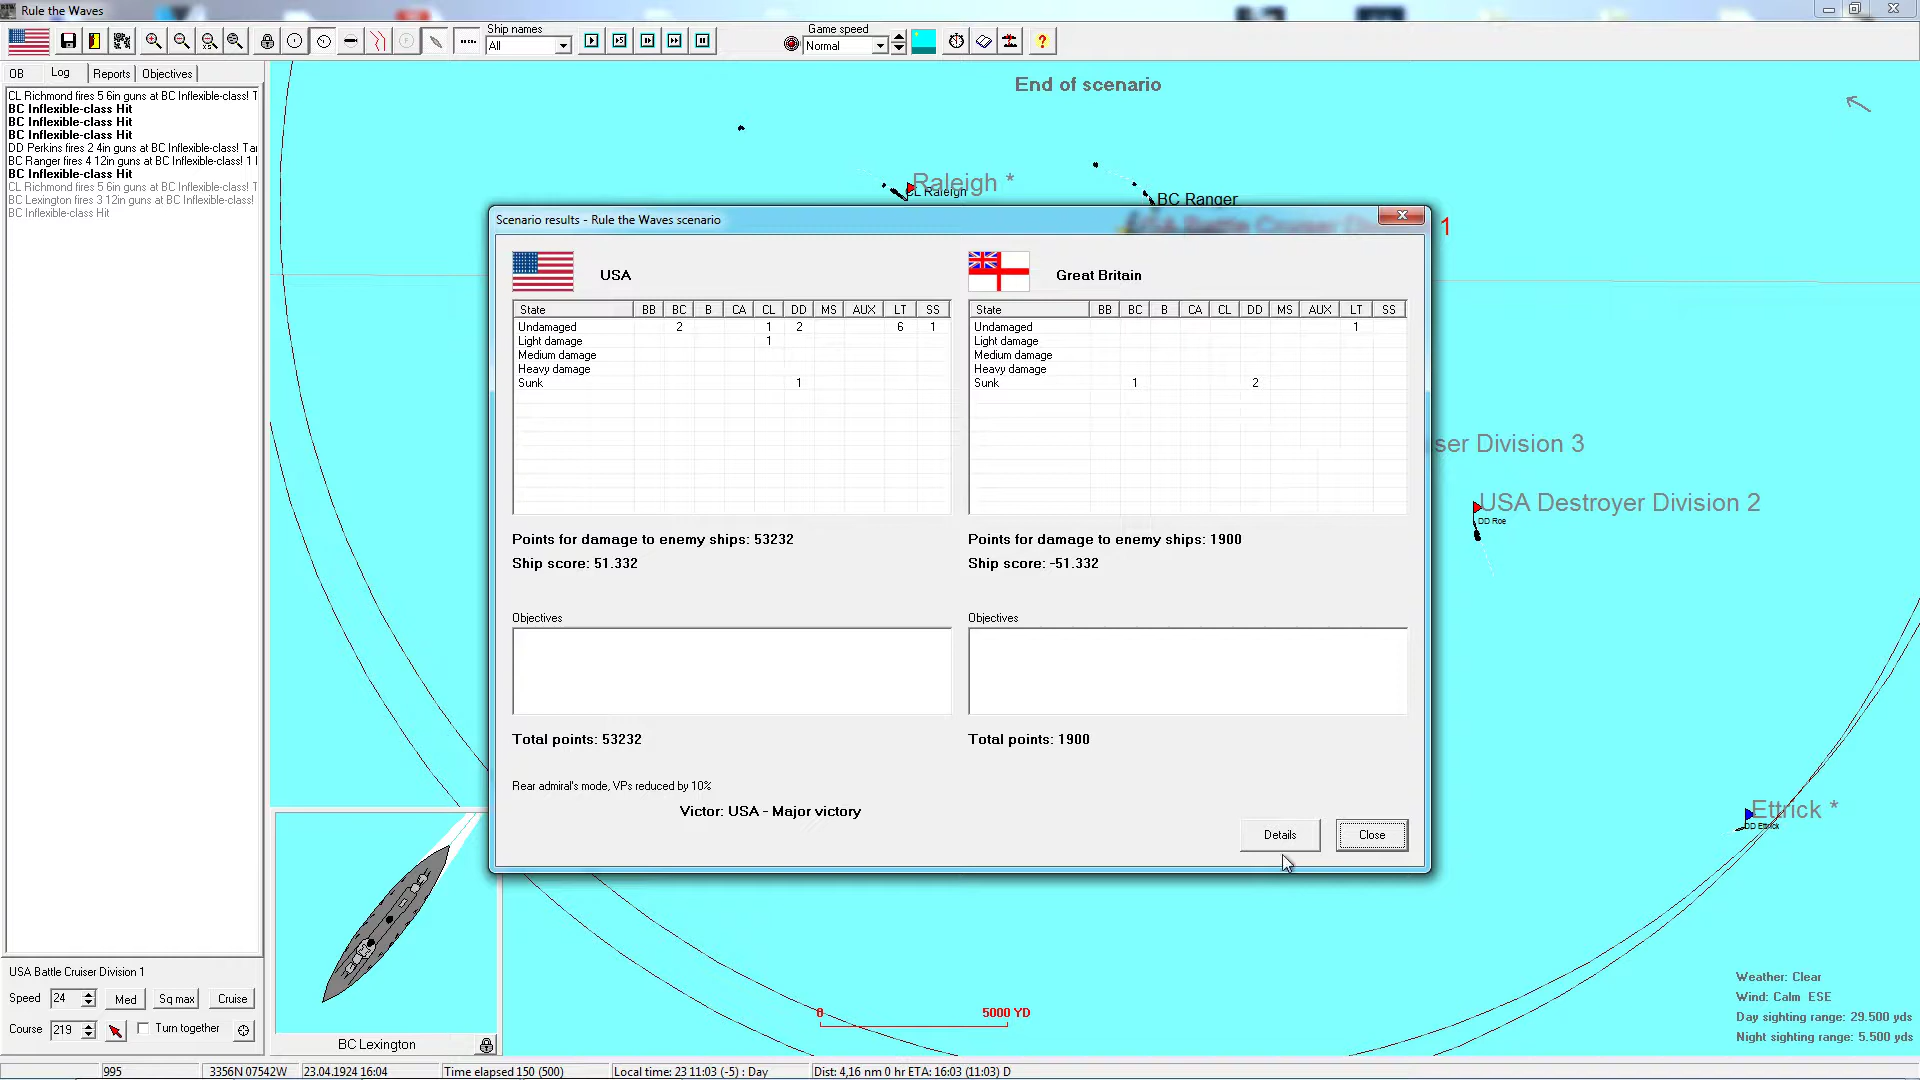 Rule the Waves
Ship names
All
Game speed
Normal
OB Log Reports Objectives
CL Richmond fires 5 6in guns at BC Inflexible-class! T
BC Inflexible-class Hit
BC Inflexible-class Hit
BC Inflexible-class Hit
DD Perkins fires 2 4in guns at BC Inflexible-class! Ta
BC Ranger fires 4 12in guns at BC Inflexible-class! 1
BC Inflexible-class Hit
CL Richmond fires 5 6in guns at BC Inflexible-class! T
BC Lexington fires 3 12in guns at BC Inflexible-class!
BC Inflexible-class Hit
End of scenario
Raleigh *
CL Raleigh
BC Ranger
USA Battle Cruiser Division 1
Scenario results - Rule the Waves scenario
USA
State BB BC B CA CL DD MS AUX LT SS
Undamaged 2 1 2 6 1
Light damage 1
Medium damage
Heavy damage
Sunk 1
Points for damage to enemy ships: 53232
Ship score: 51.332
Objectives
Total points: 53232
Great Britain
State BB BC B CA CL DD MS AUX LT SS
Undamaged 1
Light damage
Medium damage
Heavy damage
Sunk 1 2
Points for damage to enemy ships: 1900
Ship score: -51.332
Objectives
Total points: 1900
Rear admiral's mode, VPs reduced by 10%
Victor: USA - Major victory
Details Close
ser Division 3
USA Destroyer Division 2
DD Roe
Ettrick *
DD Ettrick
USA Battle Cruiser Division 1
Speed 24 Med Sq max Cruise
Course 219 Turn together
BC Lexington
0 5000 YD
Weather: Clear
Wind: Calm ESE
Day sighting range: 29.500 yds
Night sighting range: 5.500 yds
995 3356N 07542W 23.04.1924 16:04 Time elapsed 150 (500) Local time: 23 11:03 (-5) : Day Dist: 4,16 nm 0 hr ETA: 16:03 (11:03) D